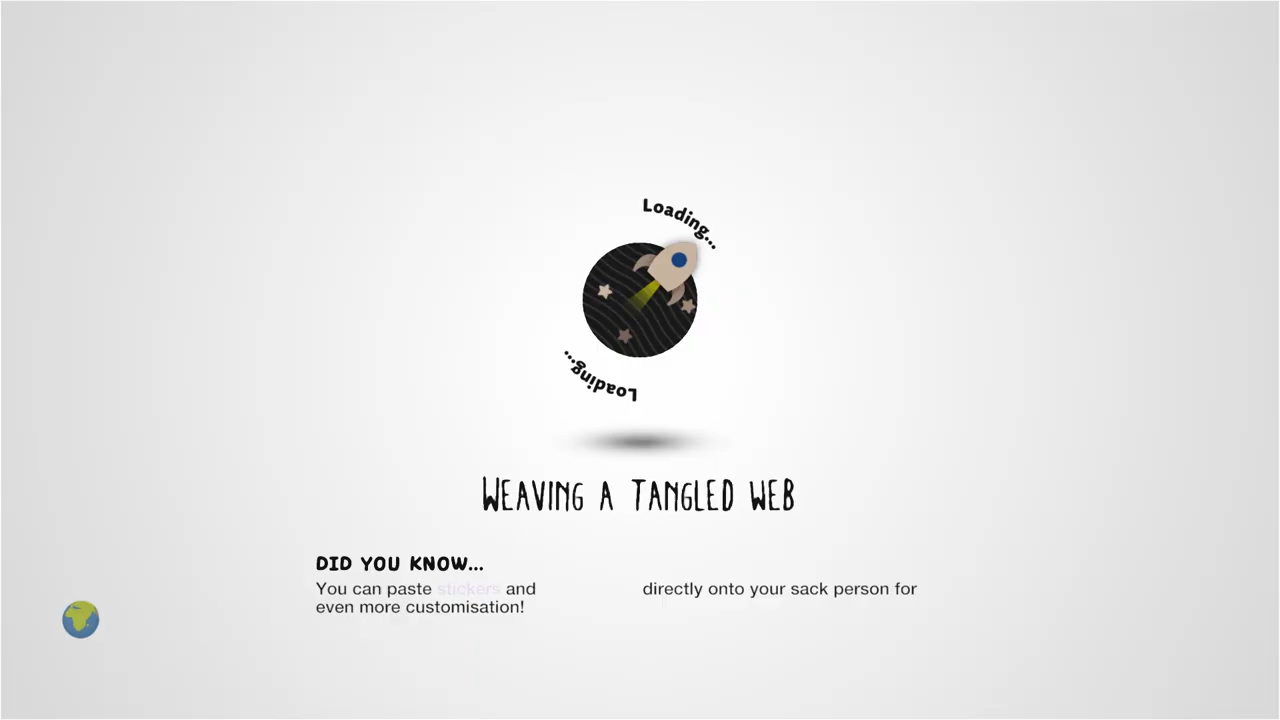 Loading...
Loading...
WEAVING A TANGLED WEB
DID YOU KNOW...
You can paste stickers and directly onto your sack person for
even more customisation!